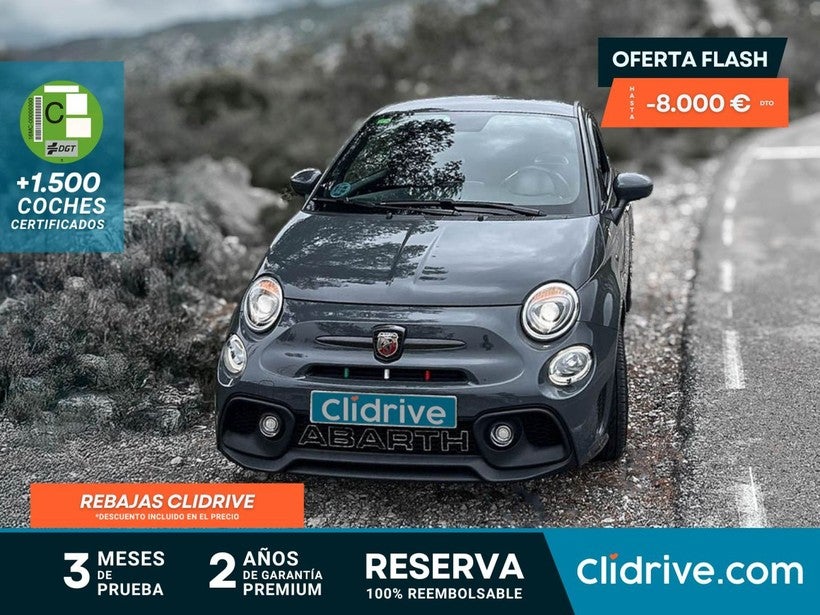 OFERTA FLASH
HASTA
-8.000 €
DTO
C
DGT
+1.500
COCHES
CERTIFICADOS
Clidrive
ABARTH
REBAJAS CLIDRIVE
*DESCUENTO INCLUIDO EN EL PRECIO
3 MESES
DE
PRUEBA
2 AÑOS
DE GARANTÍA
PREMIUM
RESERVA
100% REEMBOLSABLE
Clidrive.com